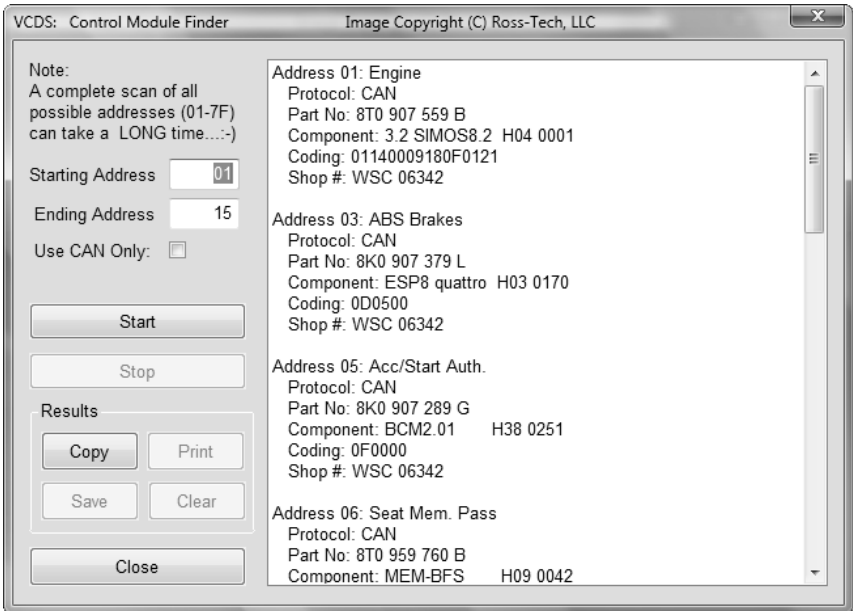 VCDS: Control Module Finder
Image Copyright (C) Ross-Tech, LLC
Note:
A complete scan of all
possible addresses (01-7F)
can take a LONG time...:-)
Starting Address 01
Ending Address 15
Use CAN Only:
Start
Stop
Results
Copy Print
Save Clear
Close
Address 01: Engine
Protocol: CAN
Part No: 8T0 907 559 B
Component: 3.2 SIMOS8.2 H04 0001
Coding: 01140009180F0121
Shop #: WSC 06342
Address 03: ABS Brakes
Protocol: CAN
Part No: 8K0 907 379 L
Component: ESP8 quattro H03 0170
Coding: 0D0500
Shop #: WSC 06342
Address 05: Acc/Start Auth.
Protocol: CAN
Part No: 8K0 907 289 G
Component: BCM2.01 H38 0251
Coding: 0F0000
Shop #: WSC 06342
Address 06: Seat Mem. Pass
Protocol: CAN
Part No: 8T0 959 760 B
Component: MEM-BFS H09 0042